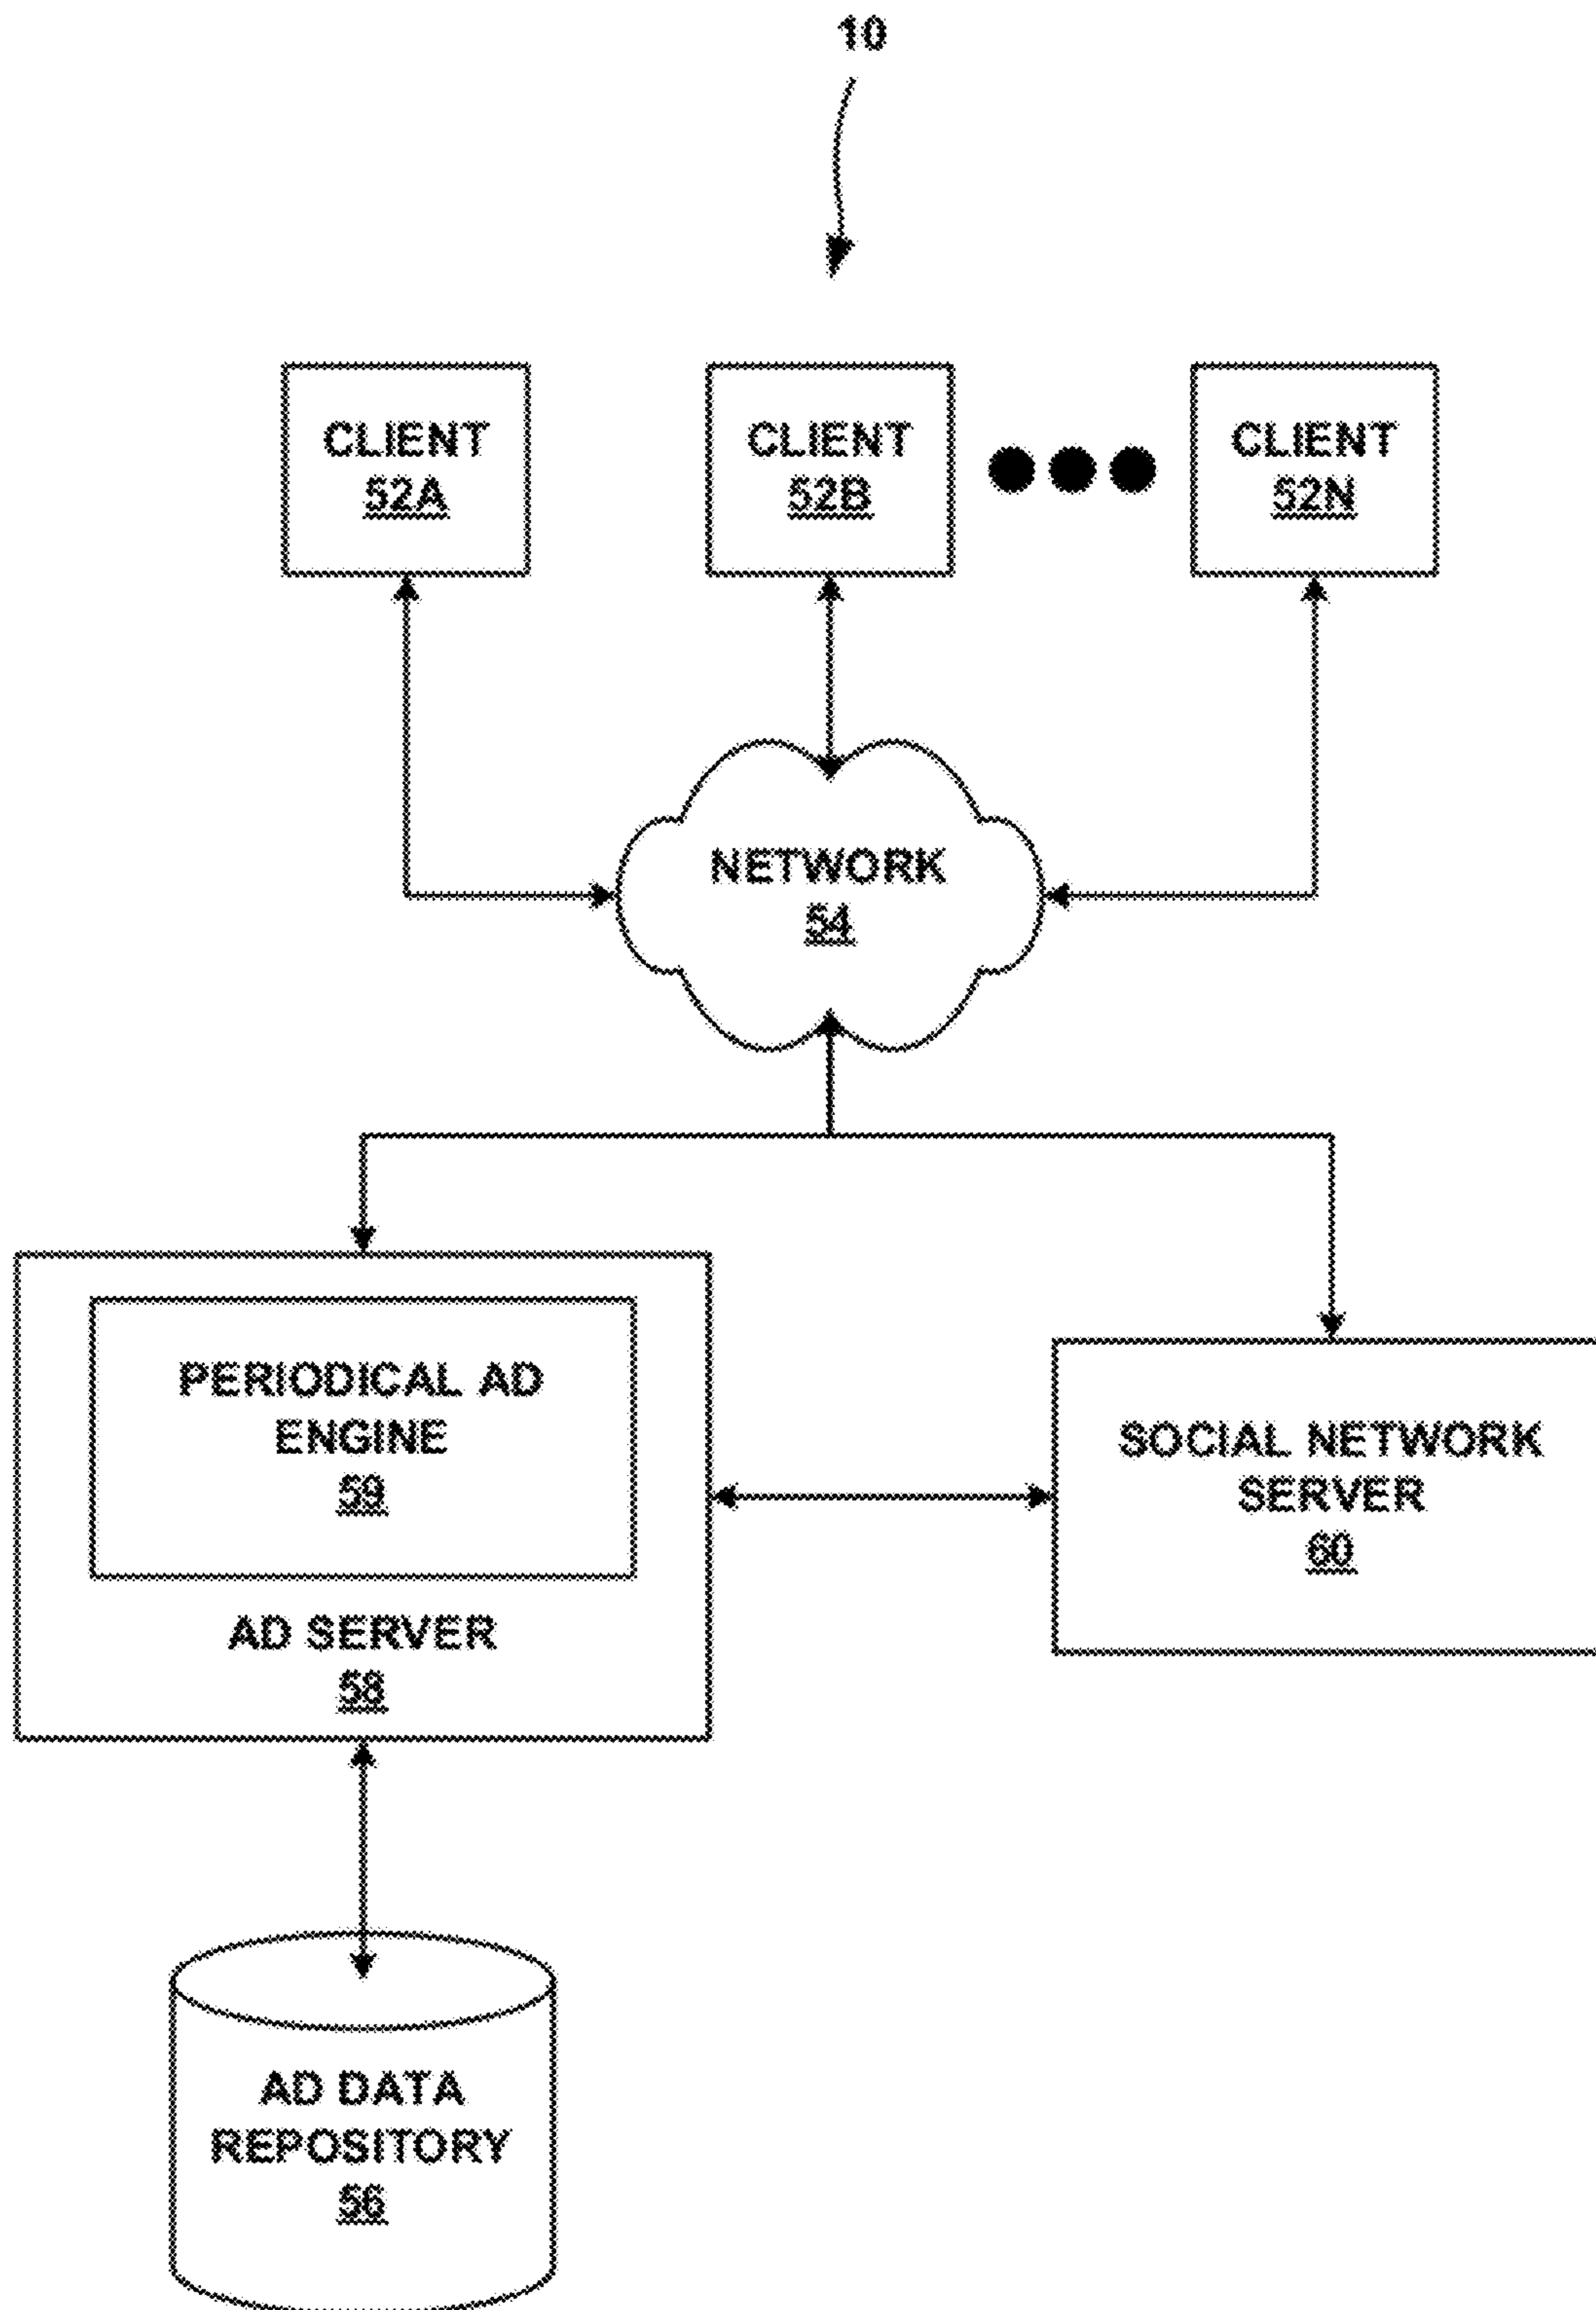 10
CLIENT
52A
CLIENT
52B
CLIENT
52N
NETWORK
54
PERIODICAL AD
ENGINE
59
AD SERVER
58
SOCIAL NETWORK
SERVER
60
AD DATA
REPOSITORY
56